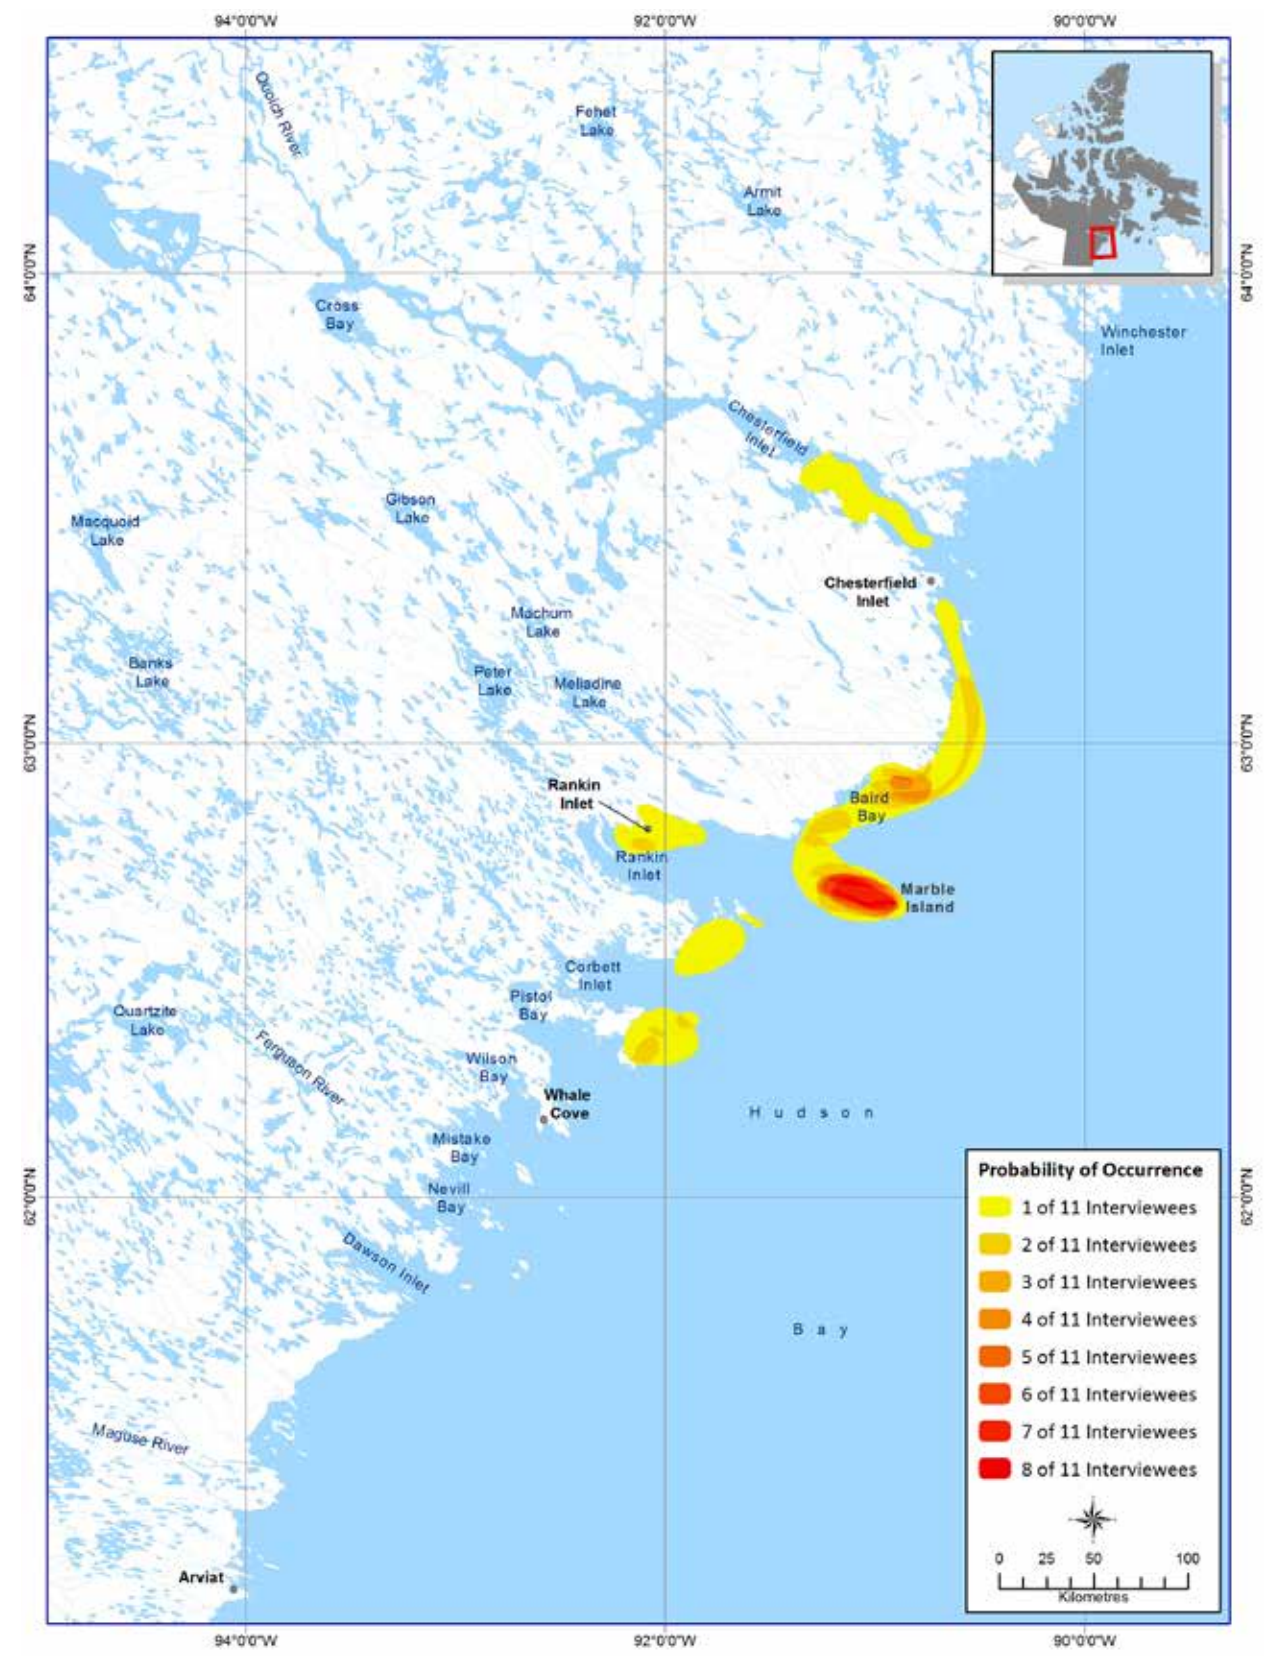 94°0'0"W
92°0'0"W
90°0'0"W
Quoich River
Fehet
Lake
Armit
Lake
64°0'0"N
64°0'0"N
Cross
Bay
Winchester
Inlet
Chesterfield
Inlet
Gibson
Lake
Macquoid
Lake
Chesterfield
Inlet
Machum
Lake
Banks
Lake
Peter
Lake
Meliadine
Lake
63°0'0"N
63°0'0"N
Rankin
Inlet
Baird
Bay
Rankin
Inlet
Marble
Island
Corbett
Inlet
Pistol
Bay
Quartzite
Lake
Ferguson River
Wilson
Bay
Whale
Cove
Hudson
Mistake
Bay
Nevill
Bay
62°0'0"N
62°0'0"N
Dawson Inlet
Bay
Maguse River
Arviat
Probability of Occurrence
1 of 11 Interviewees
2 of 11 Interviewees
3 of 11 Interviewees
4 of 11 Interviewees
5 of 11 Interviewees
6 of 11 Interviewees
7 of 11 Interviewees
8 of 11 Interviewees
0 25 50 100
Kilometres
94°0'0"W
92°0'0"W
90°0'0"W